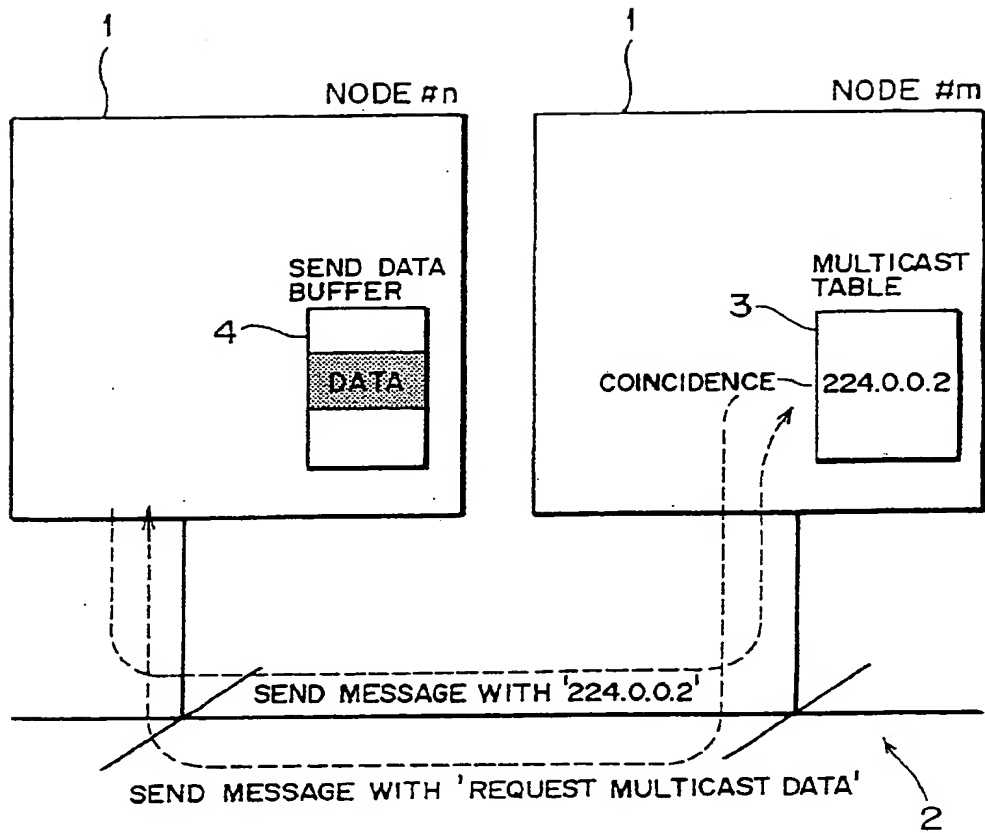 1
1
NODE #n
NODE #m
SEND DATA
BUFFER
4
DATA
MULTICAST
TABLE
3
COINCIDENCE
224.0.0.2
SEND MESSAGE WITH '224.0.0.2'
SEND MESSAGE WITH 'REQUEST MULTICAST DATA'
2